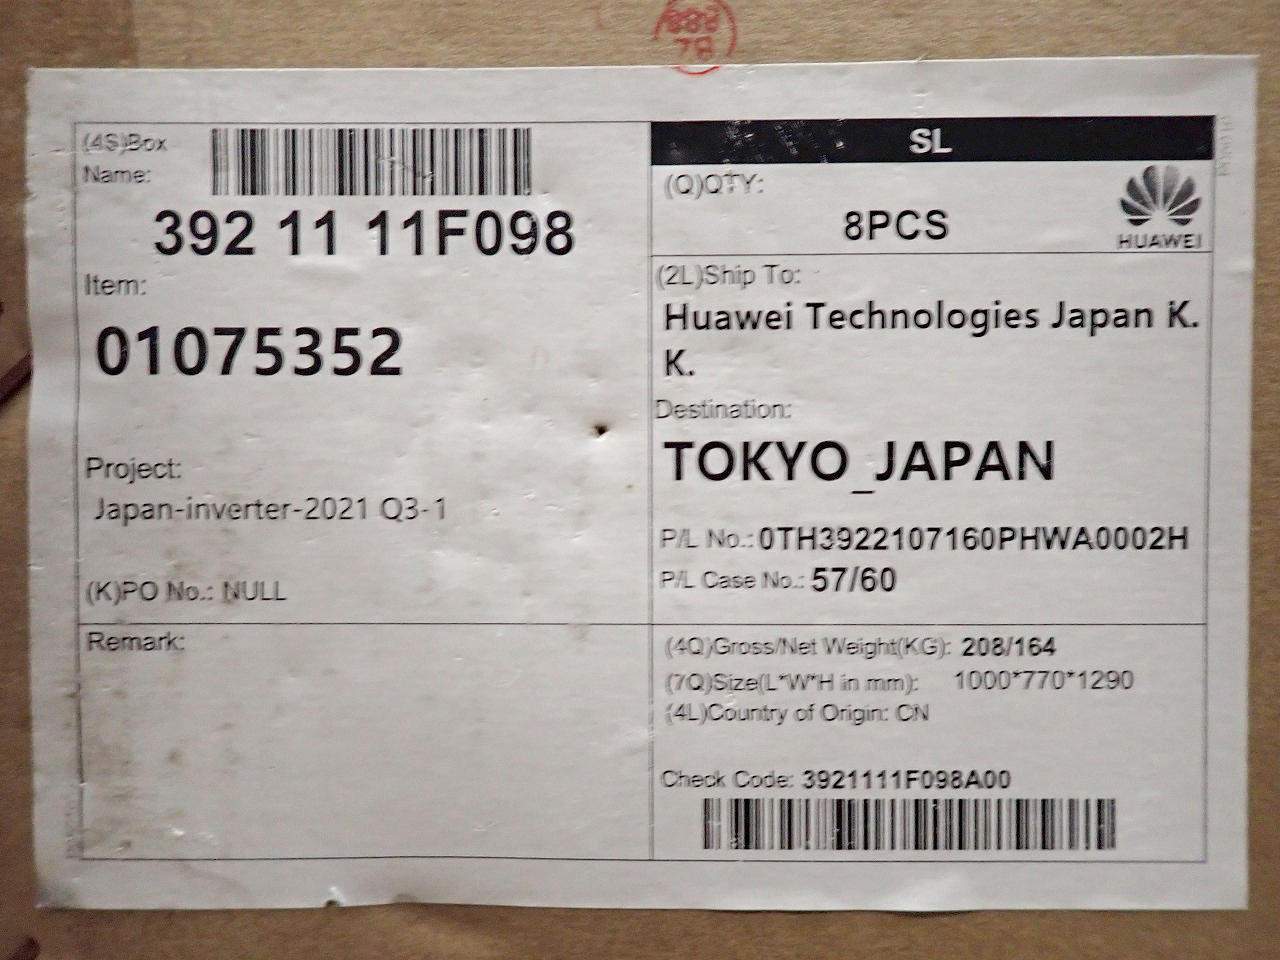 (4S)Box
Name:
392 11 11F098
Item:
01075352
Project:
Japan-inverter-2021 Q3-1
(K)PO No.: NULL
Remark:
SL
(Q)QTY:
8PCS
HUAWEI
(2L)Ship To:
Huawei Technologies Japan K.
K.
Destination:
TOKYO_JAPAN
P/L No.: 0TH3922107160PHWA0002H
P/L Case No.: 57/60
(4Q)Gross/Net Weight(KG): 208/164
(7Q)Size(L*W*H in mm): 1000*770*1290
(4L)Country of Origin: CN
Check Code: 3921111F098A00